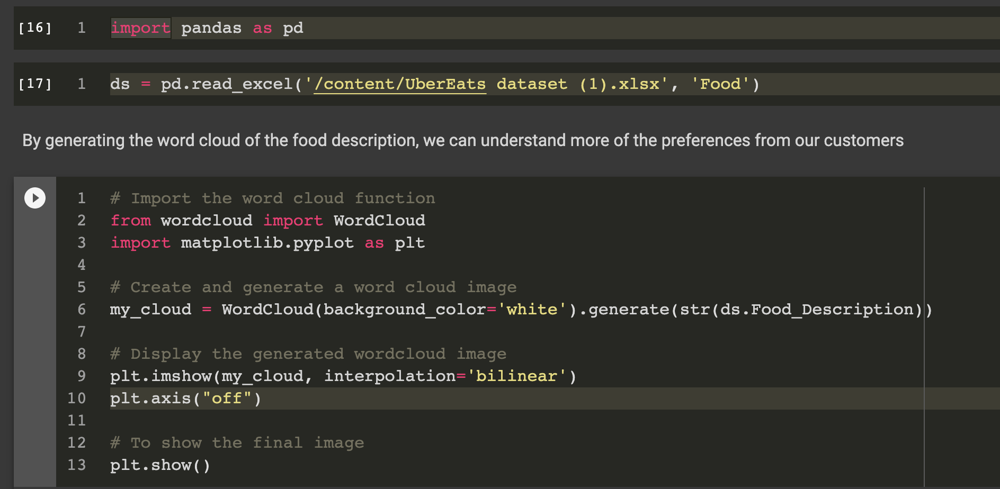 [16] 1 import pandas as pd
[17] 1 ds = pd.read_excel('/content/UberEats dataset (1).xlsx', 'Food')
By generating the word cloud of the food description, we can understand more of the preferences from our customers
1 # Import the word cloud function
2 from wordcloud import WordCloud
3 import matplotlib.pyplot as plt
4
5 # Create and generate a word cloud image
6 my_cloud = WordCloud(background_color='white').generate(str(ds.Food_Description))
7
8 # Display the generated wordcloud image
9 plt.imshow(my_cloud, interpolation='bilinear')
10 plt.axis("off")
11
12 # To show the final image
13 plt.show()